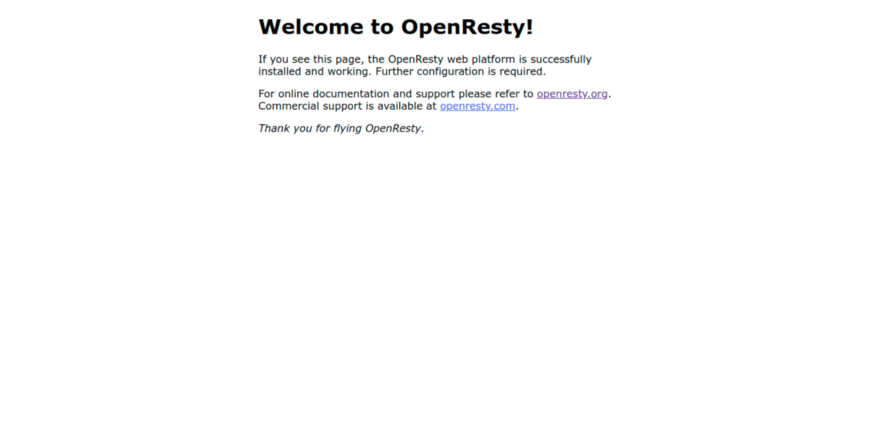 Welcome to OpenResty!
If you see this page, the OpenResty web platform is successfully
installed and working. Further configuration is required.
For online documentation and support please refer to openresty.org.
Commercial support is available at openresty.com.
Thank you for flying OpenResty.